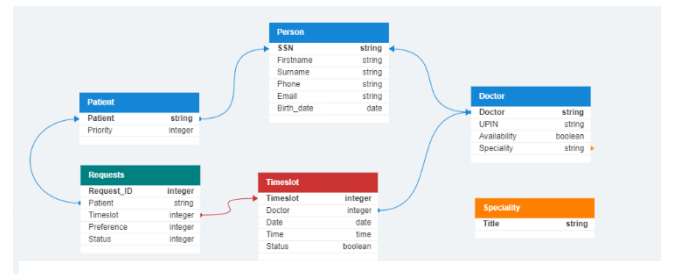 Person
SSN string
Firstname string
Surname string
Phone string
Email string
Birth_date date
Patient
Patient string
Priority integer
Doctor
Doctor string
UPIN string
Availability boolean
Speciality string
Requests
Request_ID integer
Patient string
Timeslot integer
Preference integer
Status integer
Timeslot
Timeslot integer
Doctor integer
Date date
Time time
Status boolean
Speciality
Title string